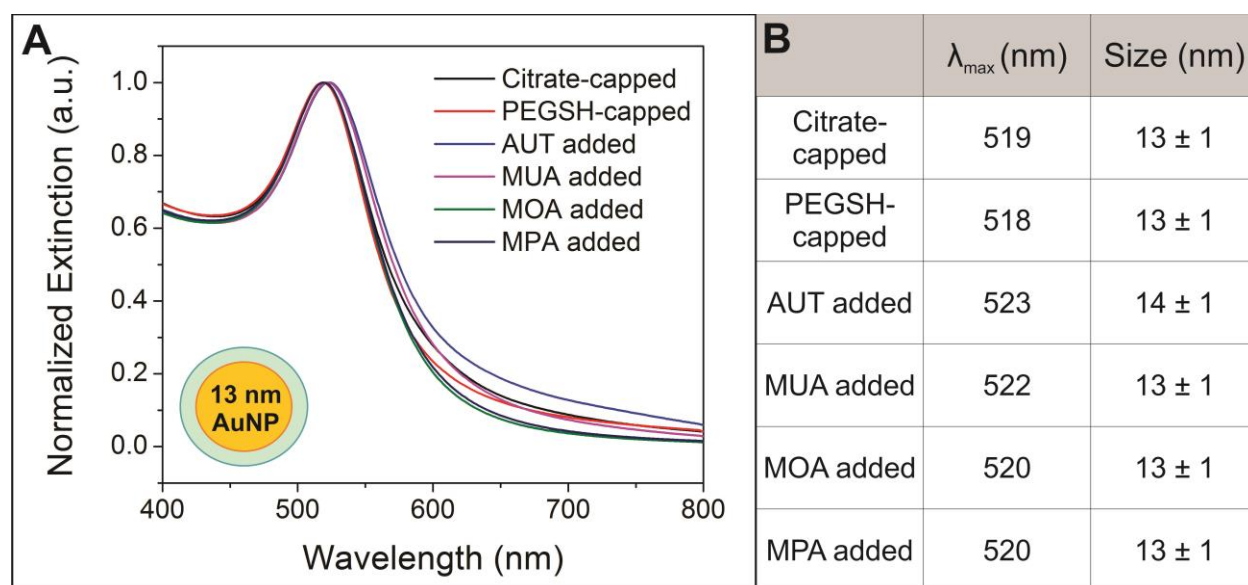 A
Normalized Extinction (a.u.)
1.0
0.8
0.6
0.4
0.2
0.0
400
500
600
700
800
Wavelength (nm)
Citrate-capped
PEGSH-capped
AUT added
MUA added
MOA added
MPA added
13 nm
AuNP
B
λmax (nm) Size (nm)
Citrate-
capped 519 13 ± 1
PEGSH-
capped 518 13 ± 1
AUT added 523 14 ± 1
MUA added 522 13 ± 1
MOA added 520 13 ± 1
MPA added 520 13 ± 1